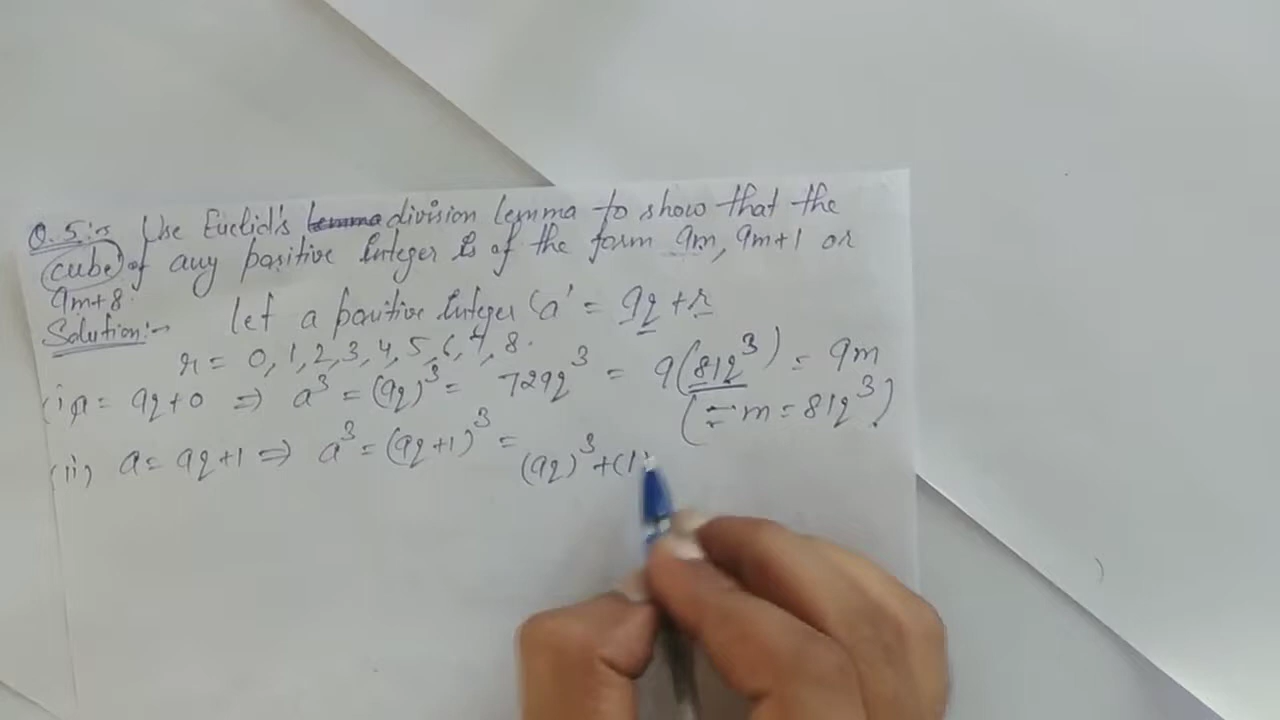 Q.5:- Use Euclid's division lemma to show that the
cube of any positive integer is of the form 9m, 9m+1 or
9m+8.
Solution:- let a positive integer 'a' = 9q + r
r = 0, 1, 2, 3, 4, 5, 6, 7, 8.
(i) a = 9q+0 => a³ = (9q)³ = 729q³ = 9(81q³) = 9m
( m = 81q³)
(ii) a = 9q+1 => a³ = (9q+1)³ =
(9q)³+(1)